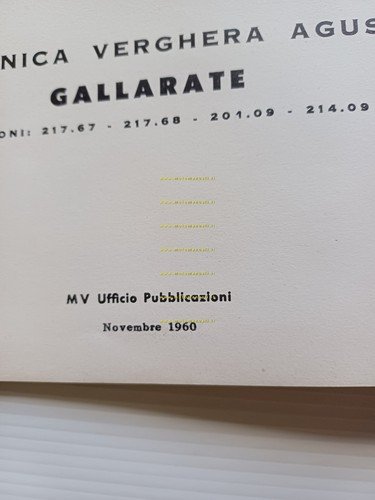 NICA VERGHERA AGUS
GALLARATE
ONI: 217.67 - 217.68 - 201.09 - 214.09
MV Ufficio Pubblicazioni
Novembre 1960